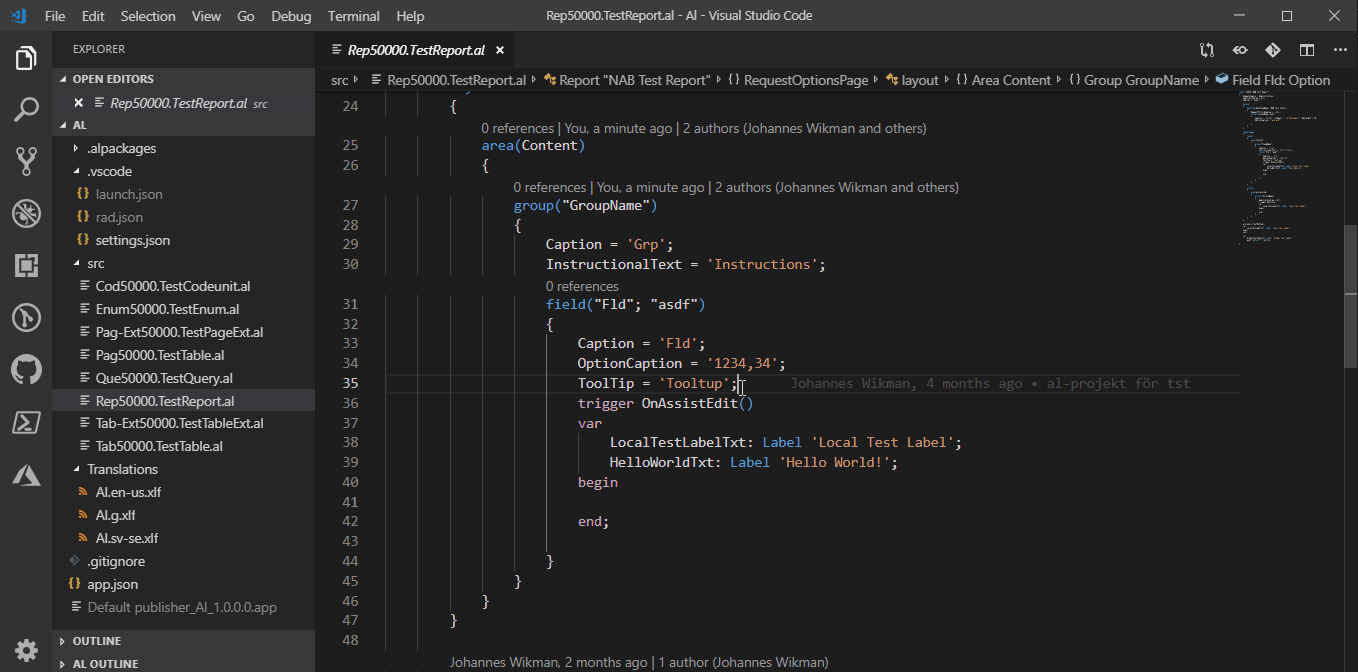 File Edit Selection View Go Debug Terminal Help
Rep50000.TestReport.al - Al - Visual Studio Code
EXPLORER
OPEN EDITORS
Rep50000.TestReport.al src
AL
.alpackages
.vscode
launch.json
rad.json
settings.json
src
Cod50000.TestCodeunit.al
Enum50000.TestEnum.al
Pag-Ext50000.TestPageExt.al
Pag50000.TestTable.al
Que50000.TestQuery.al
Rep50000.TestReport.al
Tab-Ext50000.TestTableExt.al
Tab50000.TestTable.al
Translations
Al.en-us.xlf
Al.g.xlf
Al.sv-se.xlf
.gitignore
app.json
Default publisher_Al_1.0.0.0.app
OUTLINE
AL OUTLINE
Rep50000.TestReport.al
src Rep50000.TestReport.al Report "NAB Test Report" {} RequestOptionsPage layout {} Area Content {} Group GroupName Field Fld: Option
24 {
0 references | You, a minute ago | 2 authors (Johannes Wikman and others)
25 area(Content)
26 {
0 references | You, a minute ago | 2 authors (Johannes Wikman and others)
27 group("GroupName")
28 {
29 Caption = 'Grp';
30 InstructionalText = 'Instructions';
0 references
31 field("Fld"; "asdf")
32 {
33 Caption = 'Fld';
34 OptionCaption = '1234,34';
35 ToolTip = 'Tooltup'; Johannes Wikman, 4 months ago • al-projekt för tst
36 trigger OnAssistEdit()
37 var
38 LocalTestLabelTxt: Label 'Local Test Label';
39 HelloWorldTxt: Label 'Hello World!';
40 begin
41
42 end;
43
44 }
45 }
46 }
47 }
48
Johannes Wikman, 2 months ago | 1 author (Johannes Wikman)